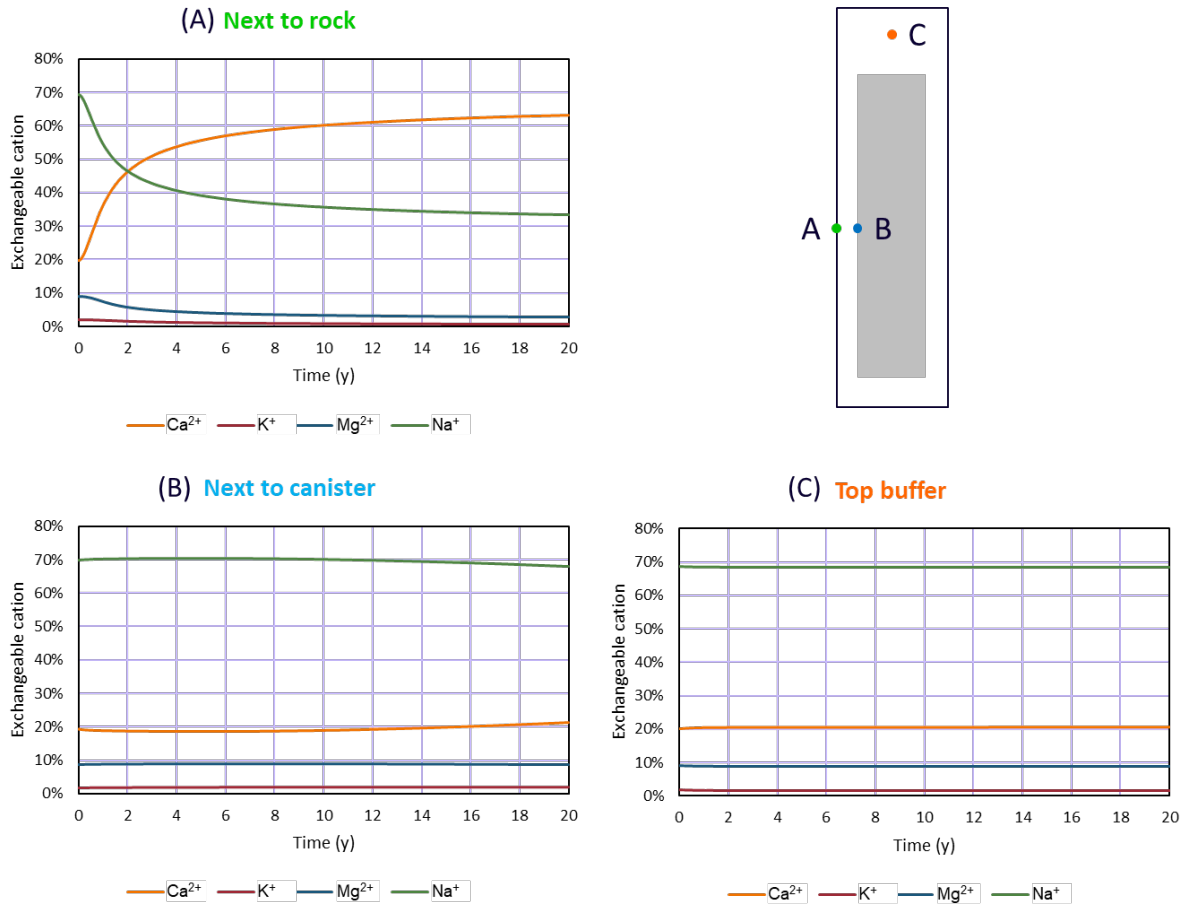 (A) Next to rock
80%
70%
60%
50%
40%
30%
20%
10%
0%
Exchangeable cation
0 2 4 6 8 10 12 14 16 18 20
Time (y)
Ca²⁺ K⁺ Mg²⁺ Na⁺
C
A B
(B) Next to canister
80%
70%
60%
50%
40%
30%
20%
10%
0%
Exchangeable cation
0 2 4 6 8 10 12 14 16 18 20
Time (y)
Ca²⁺ K⁺ Mg²⁺ Na⁺
(C) Top buffer
80%
70%
60%
50%
40%
30%
20%
10%
0%
Exchangeable cation
0 2 4 6 8 10 12 14 16 18 20
Time (y)
Ca²⁺ K⁺ Mg²⁺ Na⁺